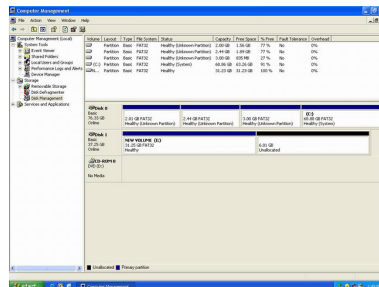 Computer Management
File Action View Window Help
Computer Management (Local)
System Tools
Event Viewer
Shared Folders
Local Users and Groups
Performance Logs and Alerts
Device Manager
Storage
Removable Storage
Disk Defragmenter
Disk Management
Services and Applications
Volume Layout Type File System Status Capacity Free Space % Free Fault Tolerance Overhead
Partition Basic FAT32 Healthy (Unknown Partition) 2.00 GB 1.56 GB 77 % No 0%
Partition Basic FAT32 Healthy (Unknown Partition) 2.44 GB 1.89 GB 77 % No 0%
Partition Basic FAT32 Healthy (Unknown Partition) 3.00 GB 835 MB 27 % No 0%
(C:) Partition Basic FAT32 Healthy (System) 68.86 GB 63.26 GB 91 % No 0%
Partition Basic FAT32 Healthy 31.23 GB 31.23 GB 100 % No 0%
Disk 0
Basic
76.33 GB
Online
2.01 GB FAT32
Healthy (Unknown Partition)
2.44 GB FAT32
Healthy (Unknown Partition)
3.00 GB FAT32
Healthy (Unknown Partition)
(C:)
68.88 GB FAT32
Healthy (System)
Disk 1
Basic
37.25 GB
Online
NEW VOLUME (E:)
31.25 GB FAT32
Healthy
6.01 GB
Unallocated
CD-ROM 0
DVD (D:)
No Media
Unallocated Primary partition
start
Computer Management